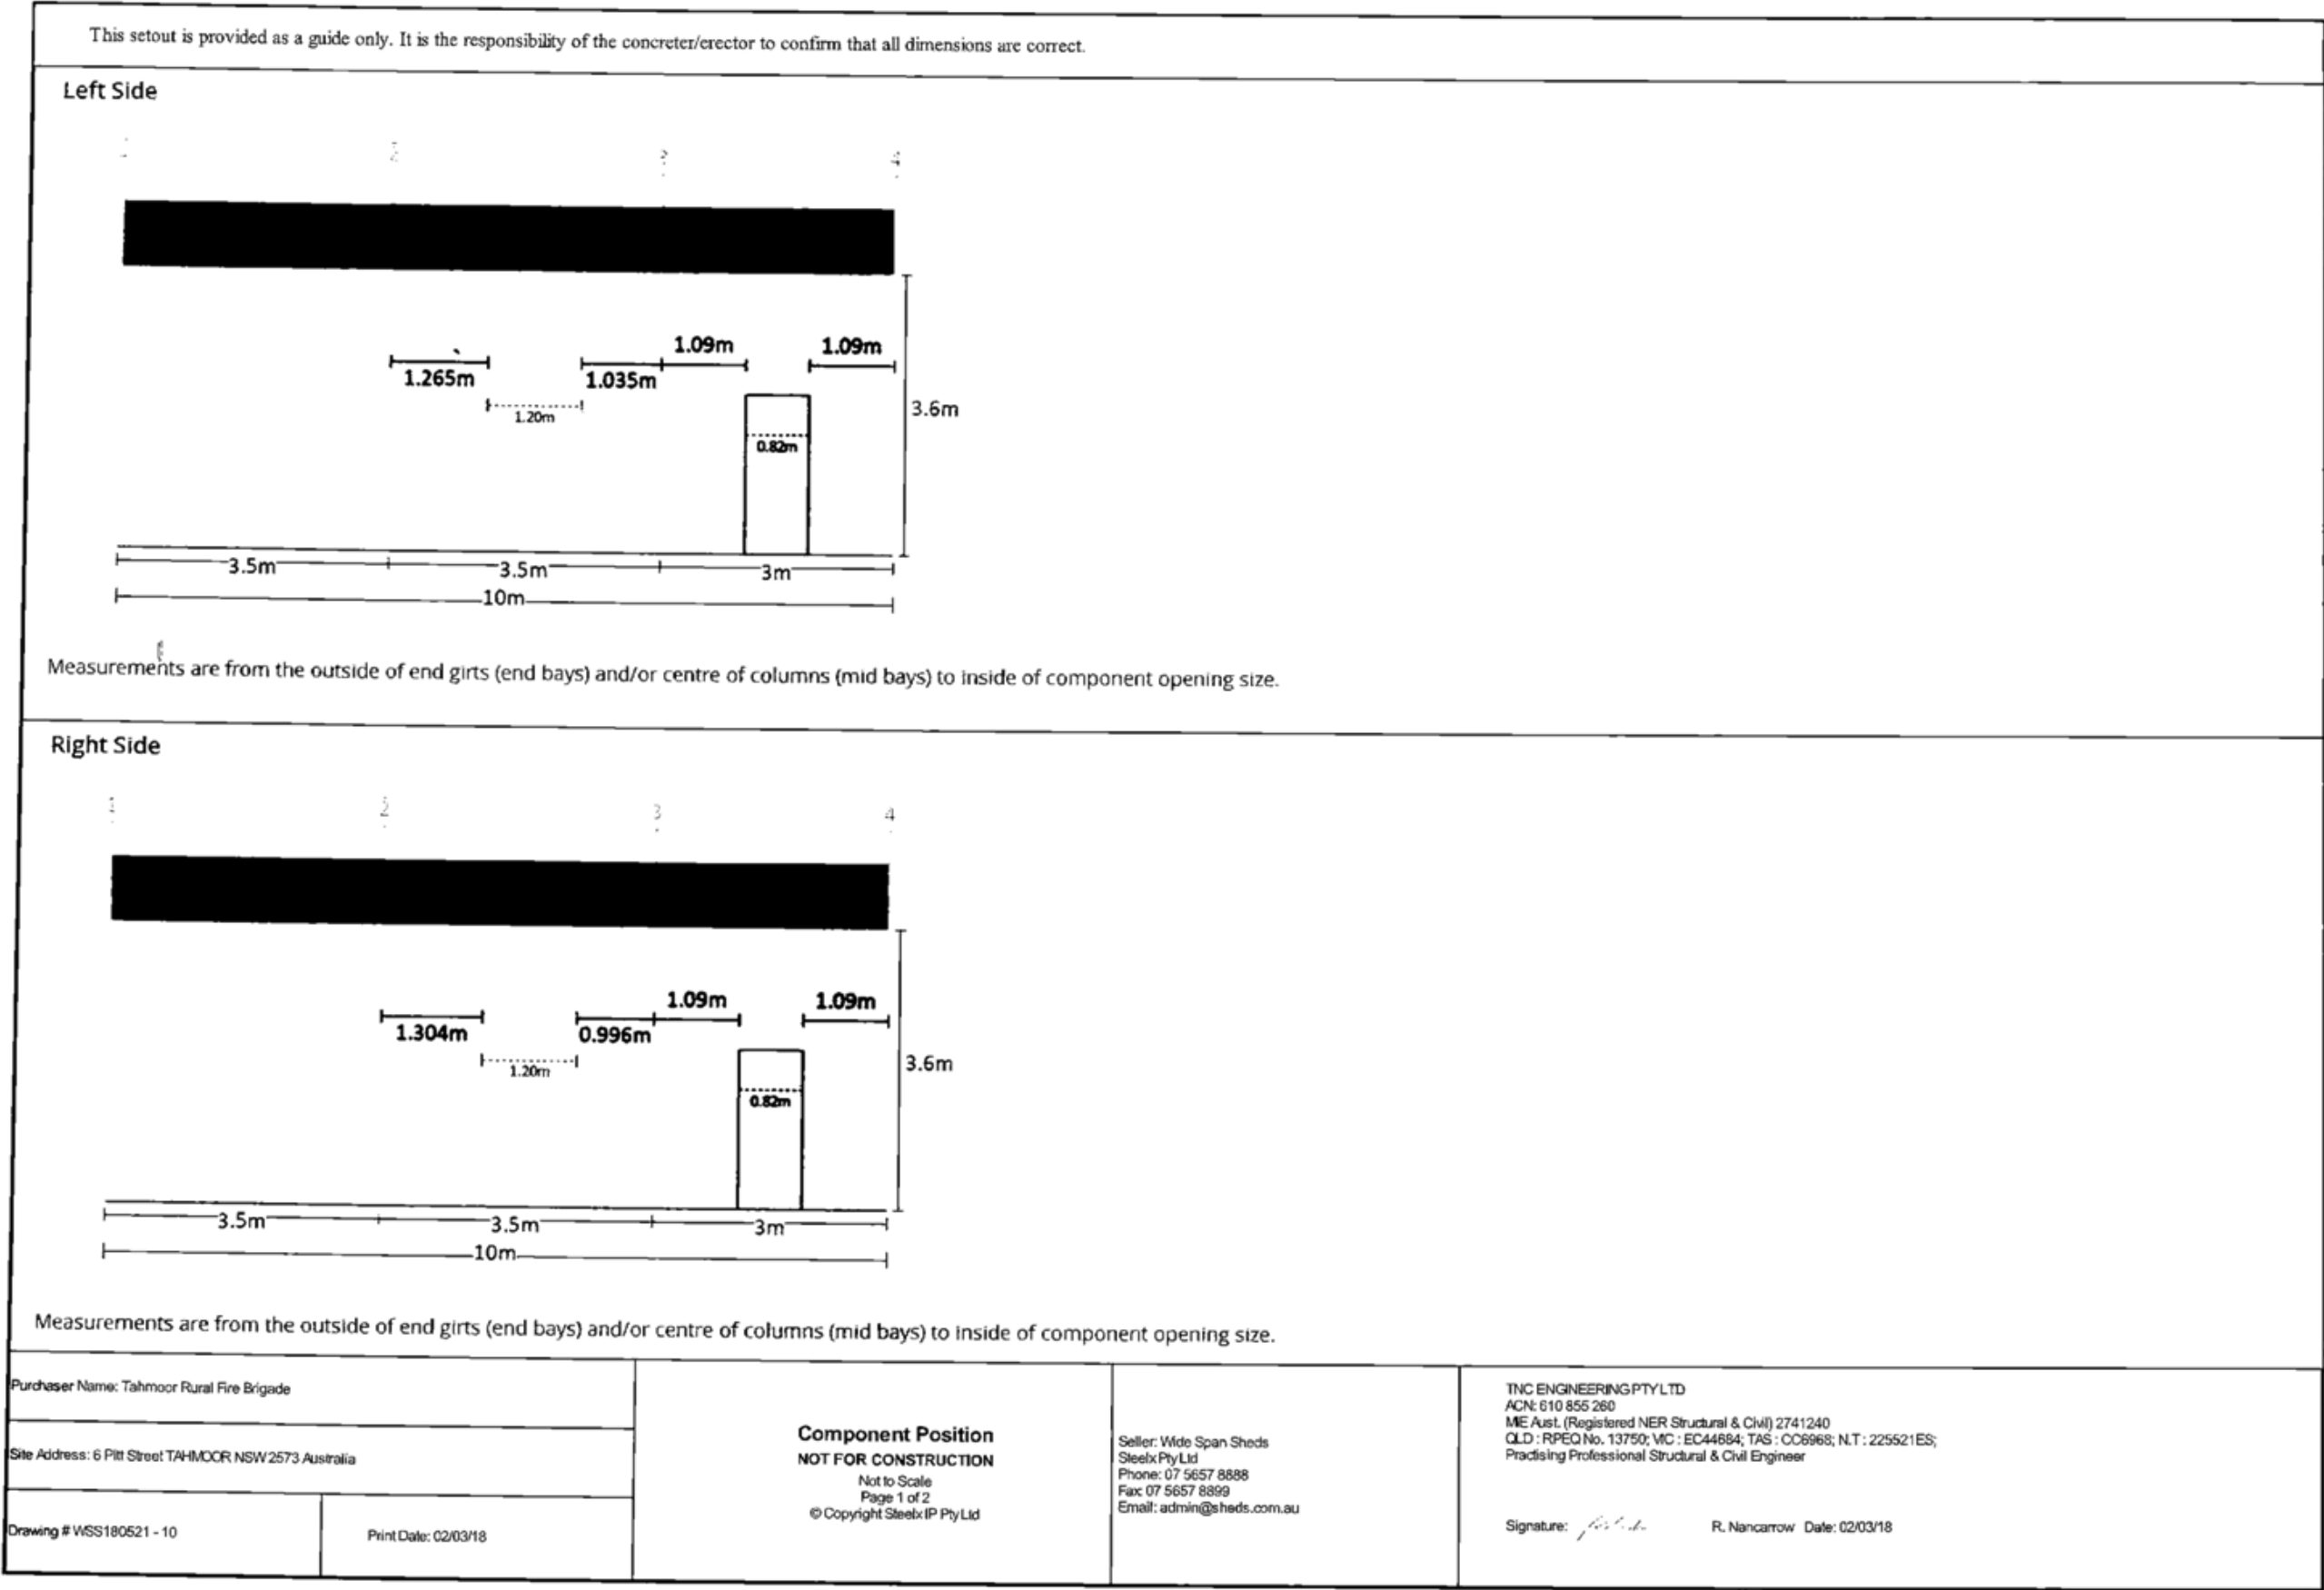 This setout is provided as a guide only. It is the responsibility of the concreter/erector to confirm that all dimensions are correct.
Left Side
2 4
1.09m 1.09m
1.265m 1.035m
1.20m
3.6m
0.82m
3.5m 3.5m 3m
10m
Measurements are from the outside of end girts (end bays) and/or centre of columns (mid bays) to inside of component opening size.
Right Side
1 2 3 4
1.09m 1.09m
1.304m 0.996m
1.20m
3.6m
0.82m
3.5m 3.5m 3m
10m
Measurements are from the outside of end girts (end bays) and/or centre of columns (mid bays) to inside of component opening size.
Purchaser Name: Tahmoor Rural Fire Brigade
Site Address: 6 Pitt Street TAHMOOR NSW 2573 Australia
Drawing # WSS180521 - 10
Print Date: 02/03/18
Component Position
NOT FOR CONSTRUCTION
Not to Scale
Page 1 of 2
© Copyright Steelx IP Pty Ltd
Seller: Wide Span Sheds
Steelx Pty Ltd
Phone: 07 5657 8888
Fax: 07 5657 8899
Email: admin@sheds.com.au
TNC ENGINEERING PTY LTD
ACN: 610 855 260
MIE Aust. (Registered NER Structural & Civil) 2741240
QLD : RPEQ No. 13750; VIC : EC44684; TAS : CC6968; N.T : 225521ES;
Practising Professional Structural & Civil Engineer
Signature: R. Nancarrow Date: 02/03/18